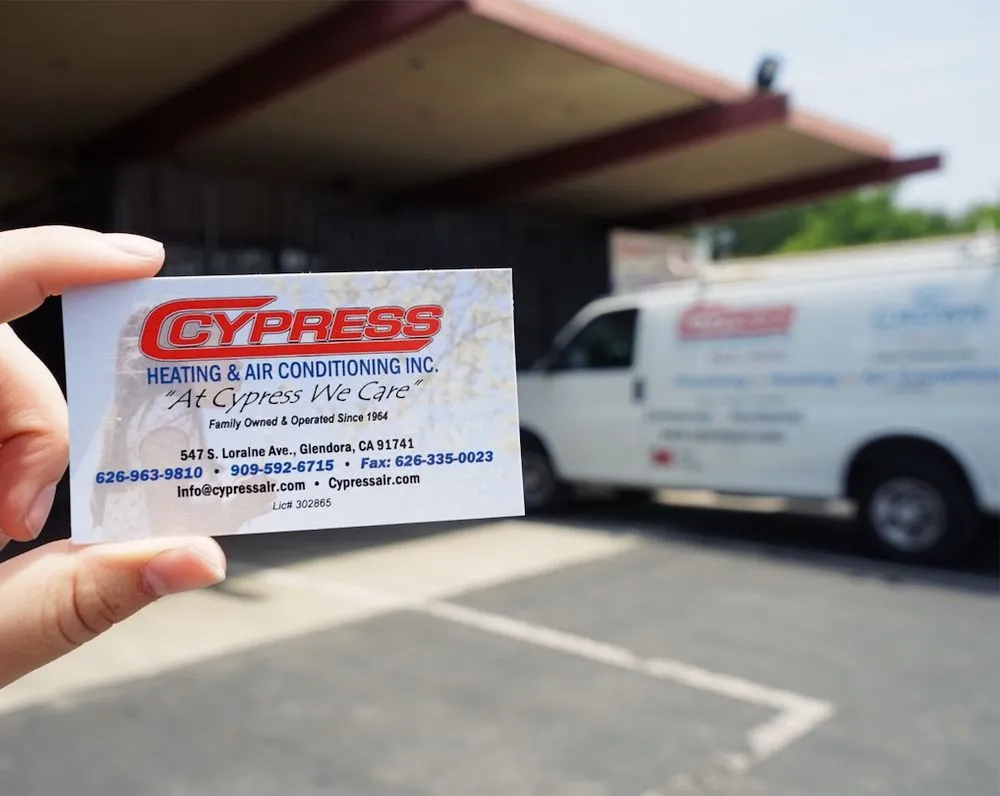 CYPRESS
HEATING & AIR CONDITIONING INC.
"At Cypress We Care"
Family Owned & Operated Since 1964
547 S. Loraine Ave., Glendora, CA 91741
626-963-9810 • 909-592-6715 • Fax: 626-335-0023
Info@cypressair.com • Cypressair.com
Lic# 302865
CYPRESS